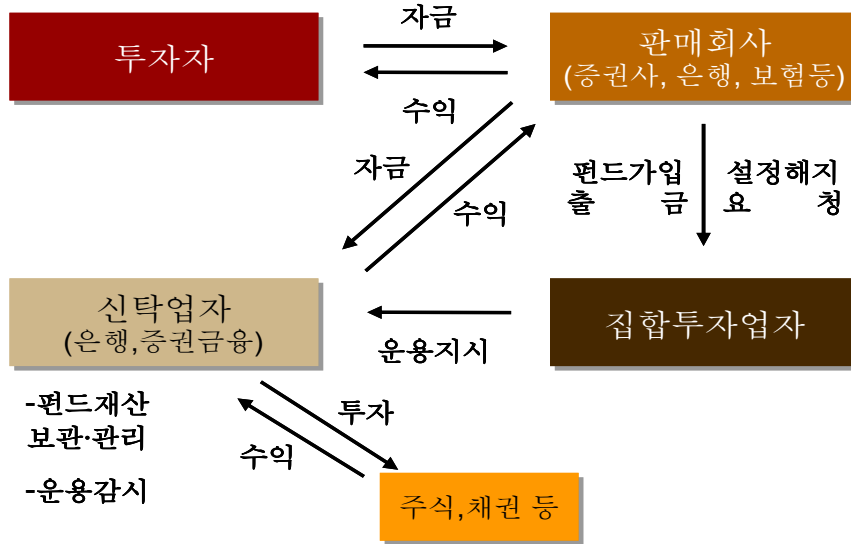 자금
투자자
판매회사
(증권사, 은행, 보험등)
수익
자금
수익
펀드가입 설정해지
출 금 요 청
신탁업자
(은행,증권금융)
집합투자업자
운용지시
-펀드재산
보관·관리
-운용감시
투자
수익
주식,채권 등